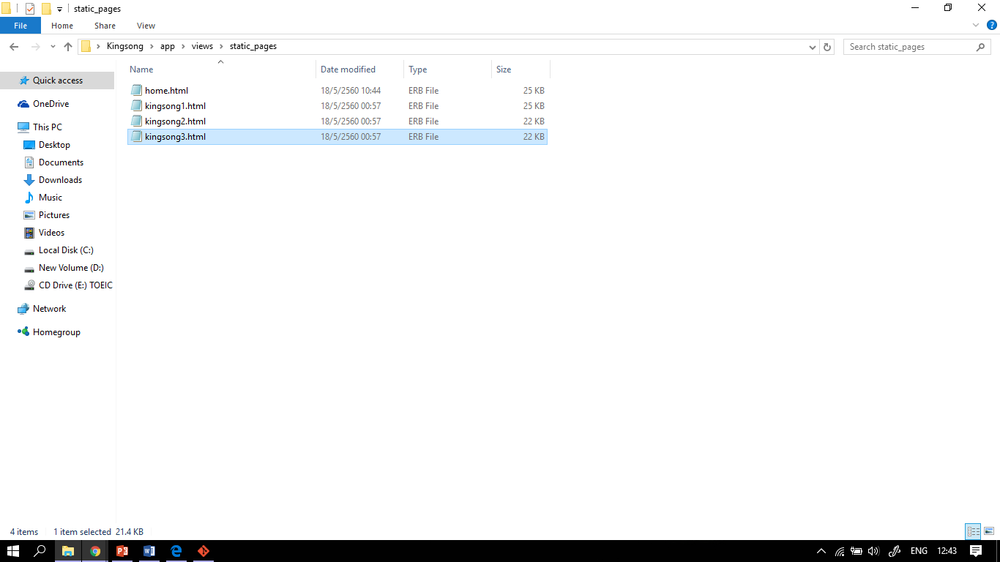 static_pages
File Home Share View
Kingsong app views static_pages Search static_pages
Name Date modified Type Size
home.html 18/5/2560 10:44 ERB File 25 KB
kingsong1.html 18/5/2560 00:57 ERB File 25 KB
kingsong2.html 18/5/2560 00:57 ERB File 22 KB
kingsong3.html 18/5/2560 00:57 ERB File 22 KB
Quick access
OneDrive
This PC
Desktop
Documents
Downloads
Music
Pictures
Videos
Local Disk (C:)
New Volume (D:)
CD Drive (E:) TOEIC
Network
Homegroup
4 items 1 item selected 21.4 KB
ENG 12:43